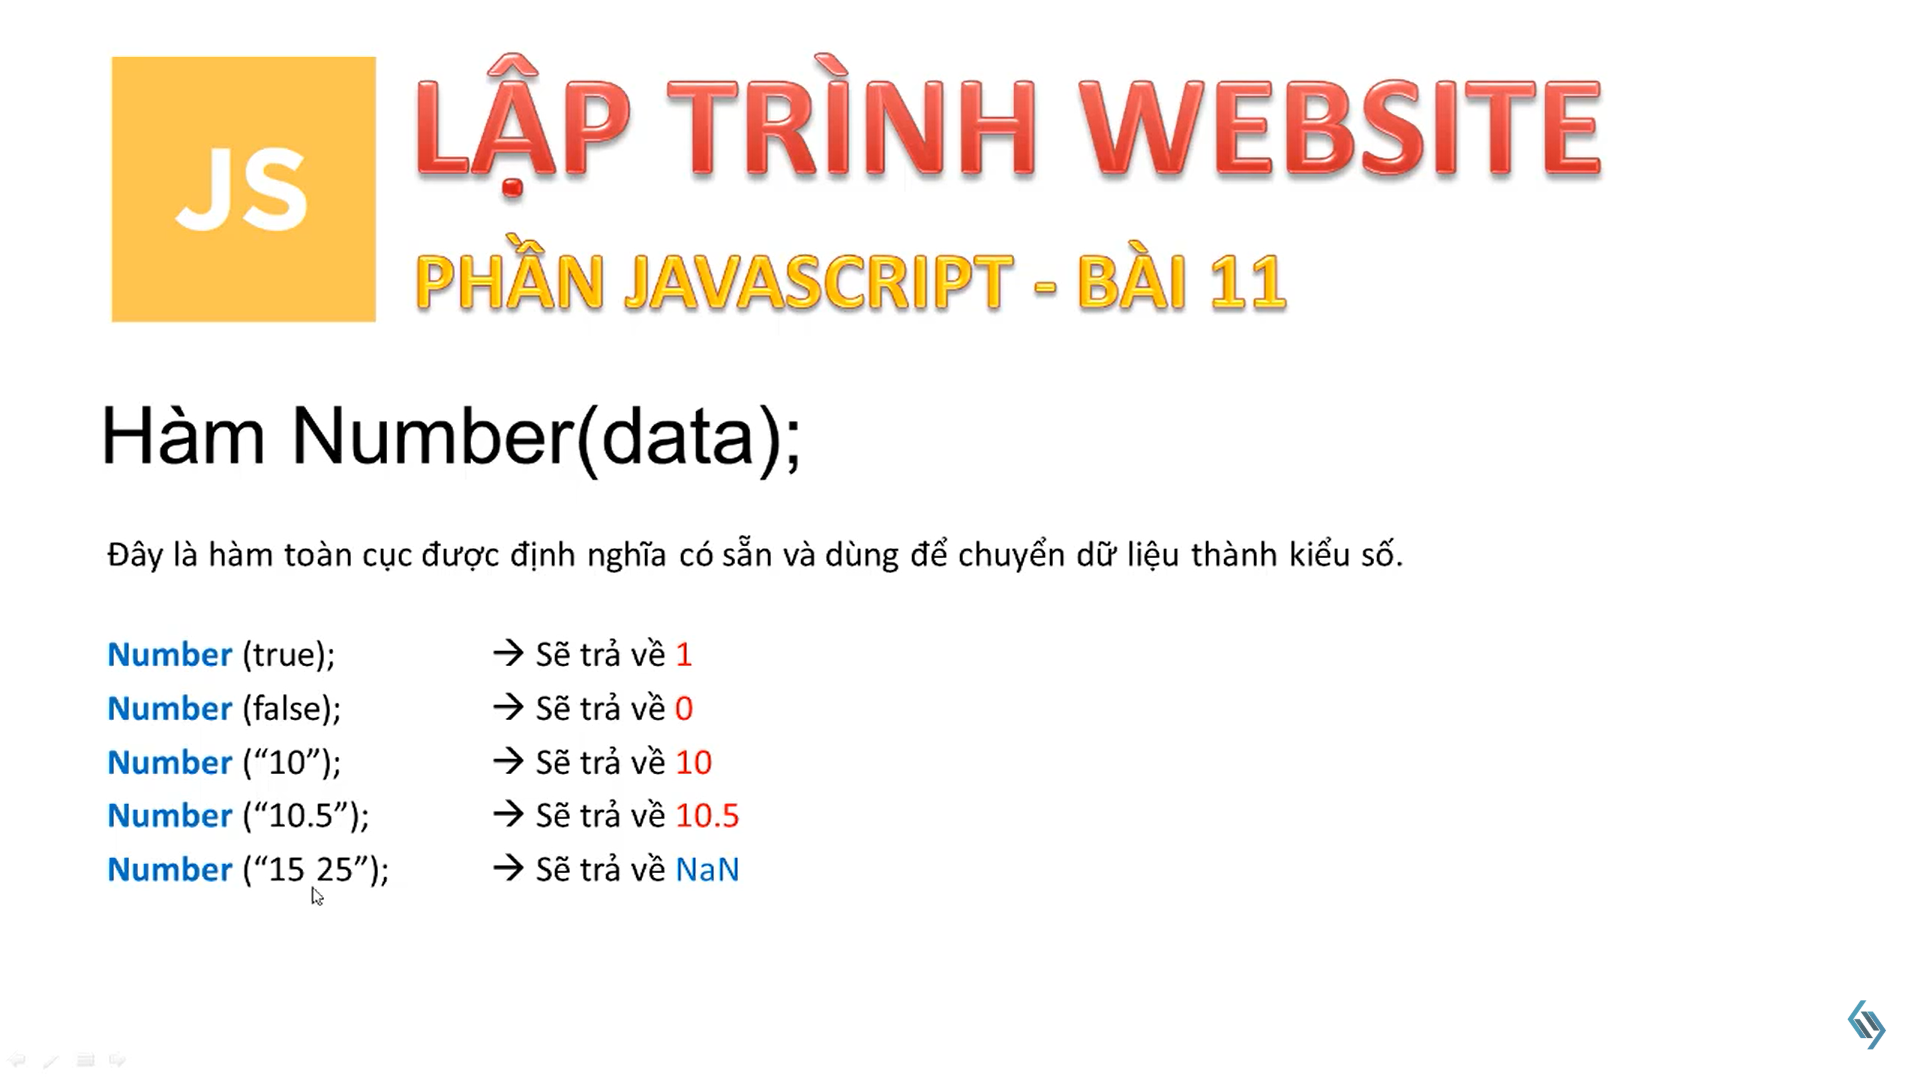 JS
LẬP TRÌNH WEBSITE
PHẦN JAVASCRIPT - BÀI 11
Hàm Number(data);
Đây là hàm toàn cục được định nghĩa có sẵn và dùng để chuyển dữ liệu thành kiểu số.
Number (true); → Sẽ trả về 1
Number (false); → Sẽ trả về 0
Number (“10”); → Sẽ trả về 10
Number (“10.5”); → Sẽ trả về 10.5
Number (“15 25”); → Sẽ trả về NaN